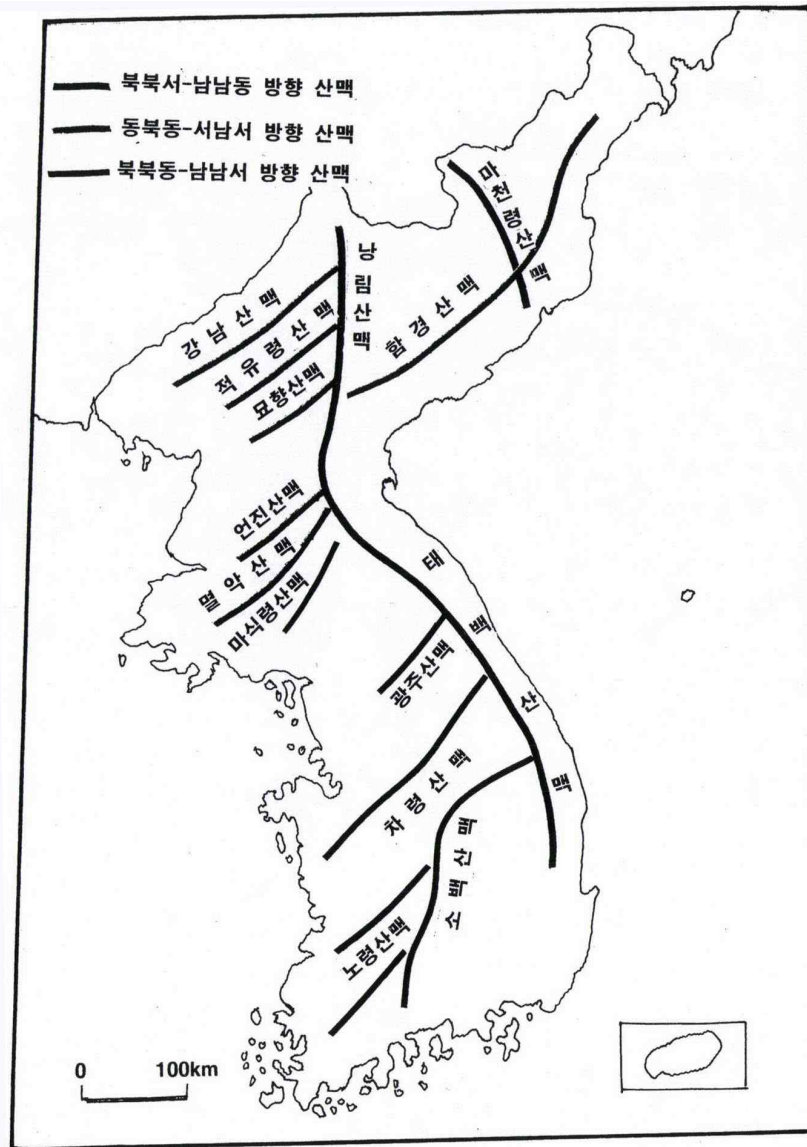 북북서-남남동 방향 산맥
동북동-서남서 방향 산맥
북북동-남남서 방향 산맥
마천령산맥
낭림산맥
함경산맥
강남산맥
적유령산맥
묘향산맥
언진산맥
멸악산맥
마식령산맥
태백산맥
광주산맥
차령산맥
소백산맥
노령산맥
0 100km